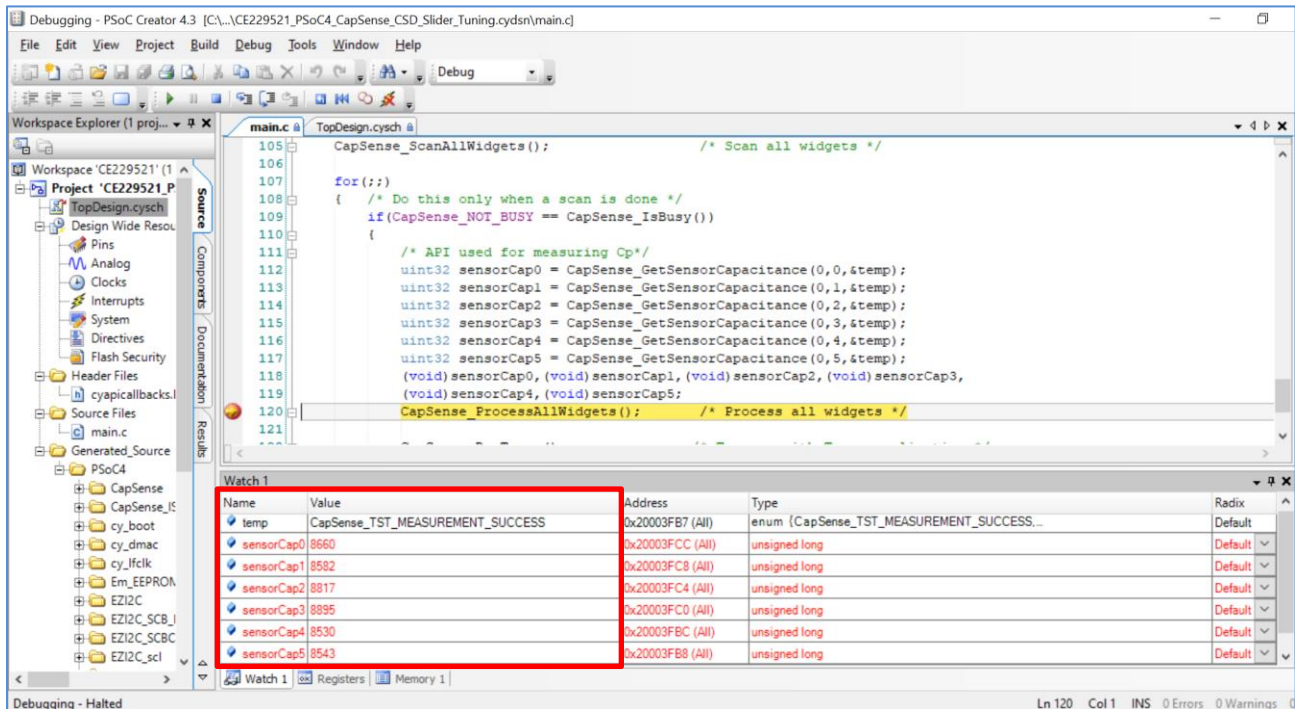 Debugging - PSoC Creator 4.3 [C:\...\CE229521_PSoC4_CapSense_CSD_Slider_Tuning.cydsn\main.c]
File Edit View Project Build Debug Tools Window Help
Debug
Workspace Explorer (1 proj...
main.c TopDesign.cysch
Workspace 'CE229521' (1
Project 'CE229521_P
TopDesign.cysch
Design Wide Resou
Pins
Analog
Clocks
Interrupts
System
Directives
Flash Security
Header Files
cyapicallbacks.l
Source Files
main.c
Generated_Source
PSoC4
CapSense
CapSense_IS
cy_boot
cy_dmac
cy_lfclk
Em_EEPRON
EZI2C
EZI2C_SCB_I
EZI2C_SCBC
EZI2C_scl
Source
Components
Documentation
Results
105 CapSense_ScanAllWidgets(); /* Scan all widgets */
106
107 for(;;)
108 { /* Do this only when a scan is done */
109 if(CapSense_NOT_BUSY == CapSense_IsBusy())
110 {
111 /* API used for measuring Cp*/
112 uint32 sensorCap0 = CapSense_GetSensorCapacitance(0,0,&temp);
113 uint32 sensorCap1 = CapSense_GetSensorCapacitance(0,1,&temp);
114 uint32 sensorCap2 = CapSense_GetSensorCapacitance(0,2,&temp);
115 uint32 sensorCap3 = CapSense_GetSensorCapacitance(0,3,&temp);
116 uint32 sensorCap4 = CapSense_GetSensorCapacitance(0,4,&temp);
117 uint32 sensorCap5 = CapSense_GetSensorCapacitance(0,5,&temp);
118 (void)sensorCap0,(void)sensorCap1,(void)sensorCap2,(void)sensorCap3,
119 (void)sensorCap4,(void)sensorCap5;
120 CapSense_ProcessAllWidgets(); /* Process all widgets */
121
Watch 1
Name Value Address Type Radix
temp CapSense_TST_MEASUREMENT_SUCCESS 0x20003FB7 (All) enum {CapSense_TST_MEASUREMENT_SUCCESS,... Default
sensorCap0 8660 0x20003FCC (All) unsigned long Default
sensorCap1 8582 0x20003FC8 (All) unsigned long Default
sensorCap2 8817 0x20003FC4 (All) unsigned long Default
sensorCap3 8895 0x20003FC0 (All) unsigned long Default
sensorCap4 8530 0x20003FBC (All) unsigned long Default
sensorCap5 8543 0x20003FB8 (All) unsigned long Default
Watch 1 Registers Memory 1
Debugging - Halted Ln 120 Col 1 INS 0 Errors 0 Warnings 0